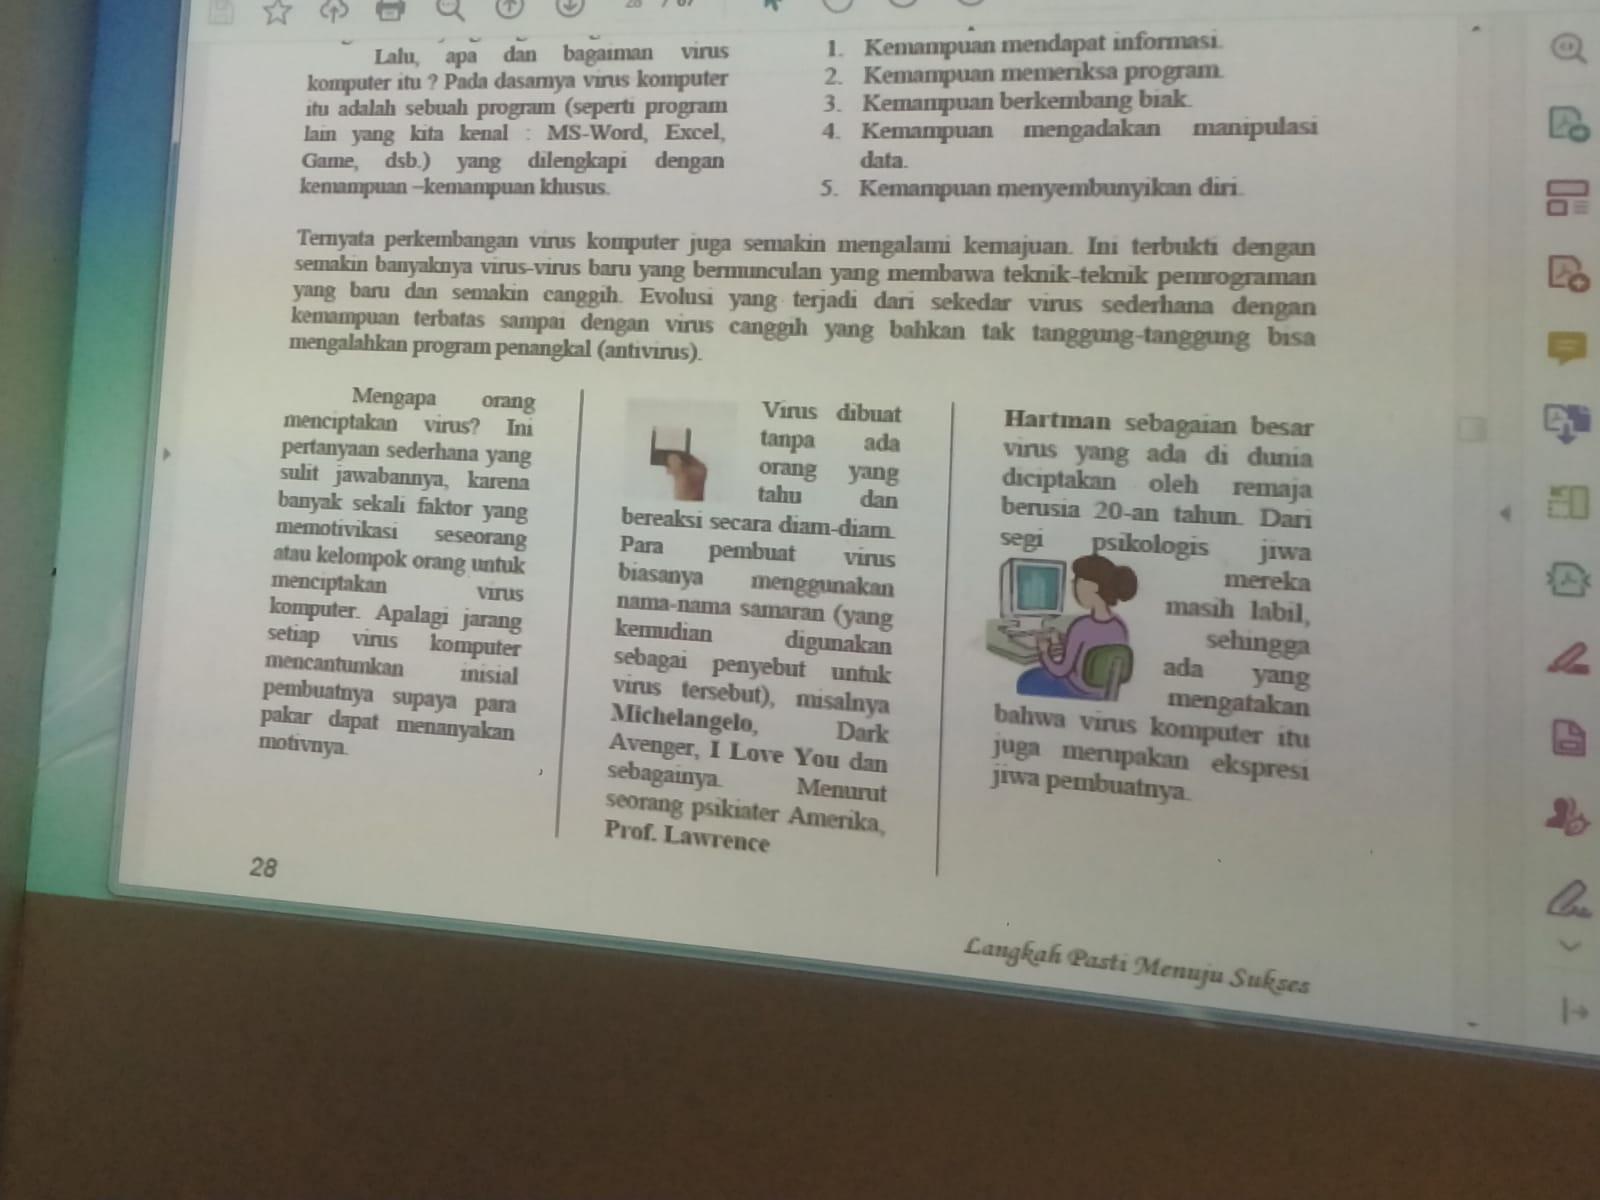 Lalu, apa dan bagaiman virus
komputer itu ? Pada dasarnya virus komputer
itu adalah sebuah program (seperti program
lain yang kita kenal : MS-Word, Excel,
Game, dsb.) yang dilengkapi dengan
kemampuan –kemampuan khusus.
1. Kemampuan mendapat informasi.
2. Kemampuan memeriksa program.
3. Kemampuan berkembang biak.
4. Kemampuan mengadakan manipulasi
data.
5. Kemampuan menyembunyikan diri.
Ternyata perkembangan virus komputer juga semakin mengalami kemajuan. Ini terbukti dengan
semakin banyaknya virus-virus baru yang bermunculan yang membawa teknik-teknik pemrograman
yang baru dan semakin canggih. Evolusi yang terjadi dari sekedar virus sederhana dengan
kemampuan terbatas sampai dengan virus canggih yang bahkan tak tanggung-tanggung bisa
mengalahkan program penangkal (antivirus).
Mengapa orang
menciptakan virus? Ini
pertanyaan sederhana yang
sulit jawabannya, karena
banyak sekali faktor yang
memotivikasi seseorang
atau kelompok orang untuk
menciptakan virus
komputer. Apalagi jarang
setiap virus komputer
mencantumkan inisial
pembuatnya supaya para
pakar dapat menanyakan
motivnya.
Virus dibuat
tanpa ada
orang yang
tahu dan
bereaksi secara diam-diam.
Para pembuat virus
biasanya menggunakan
nama-nama samaran (yang
kemudian digunakan
sebagai penyebut untuk
virus tersebut), misalnya
Michelangelo, Dark
Avenger, I Love You dan
sebagainya. Menurut
seorang psikiater Amerika,
Prof. Lawrence
Hartman sebagaian besar
virus yang ada di dunia
diciptakan oleh remaja
berusia 20-an tahun. Dari
segi psikologis jiwa
mereka
masih labil,
sehingga
ada yang
mengatakan
bahwa virus komputer itu
juga merupakan ekspresi
jiwa pembuatnya.
28
Langkah Pasti Menuju Sukses